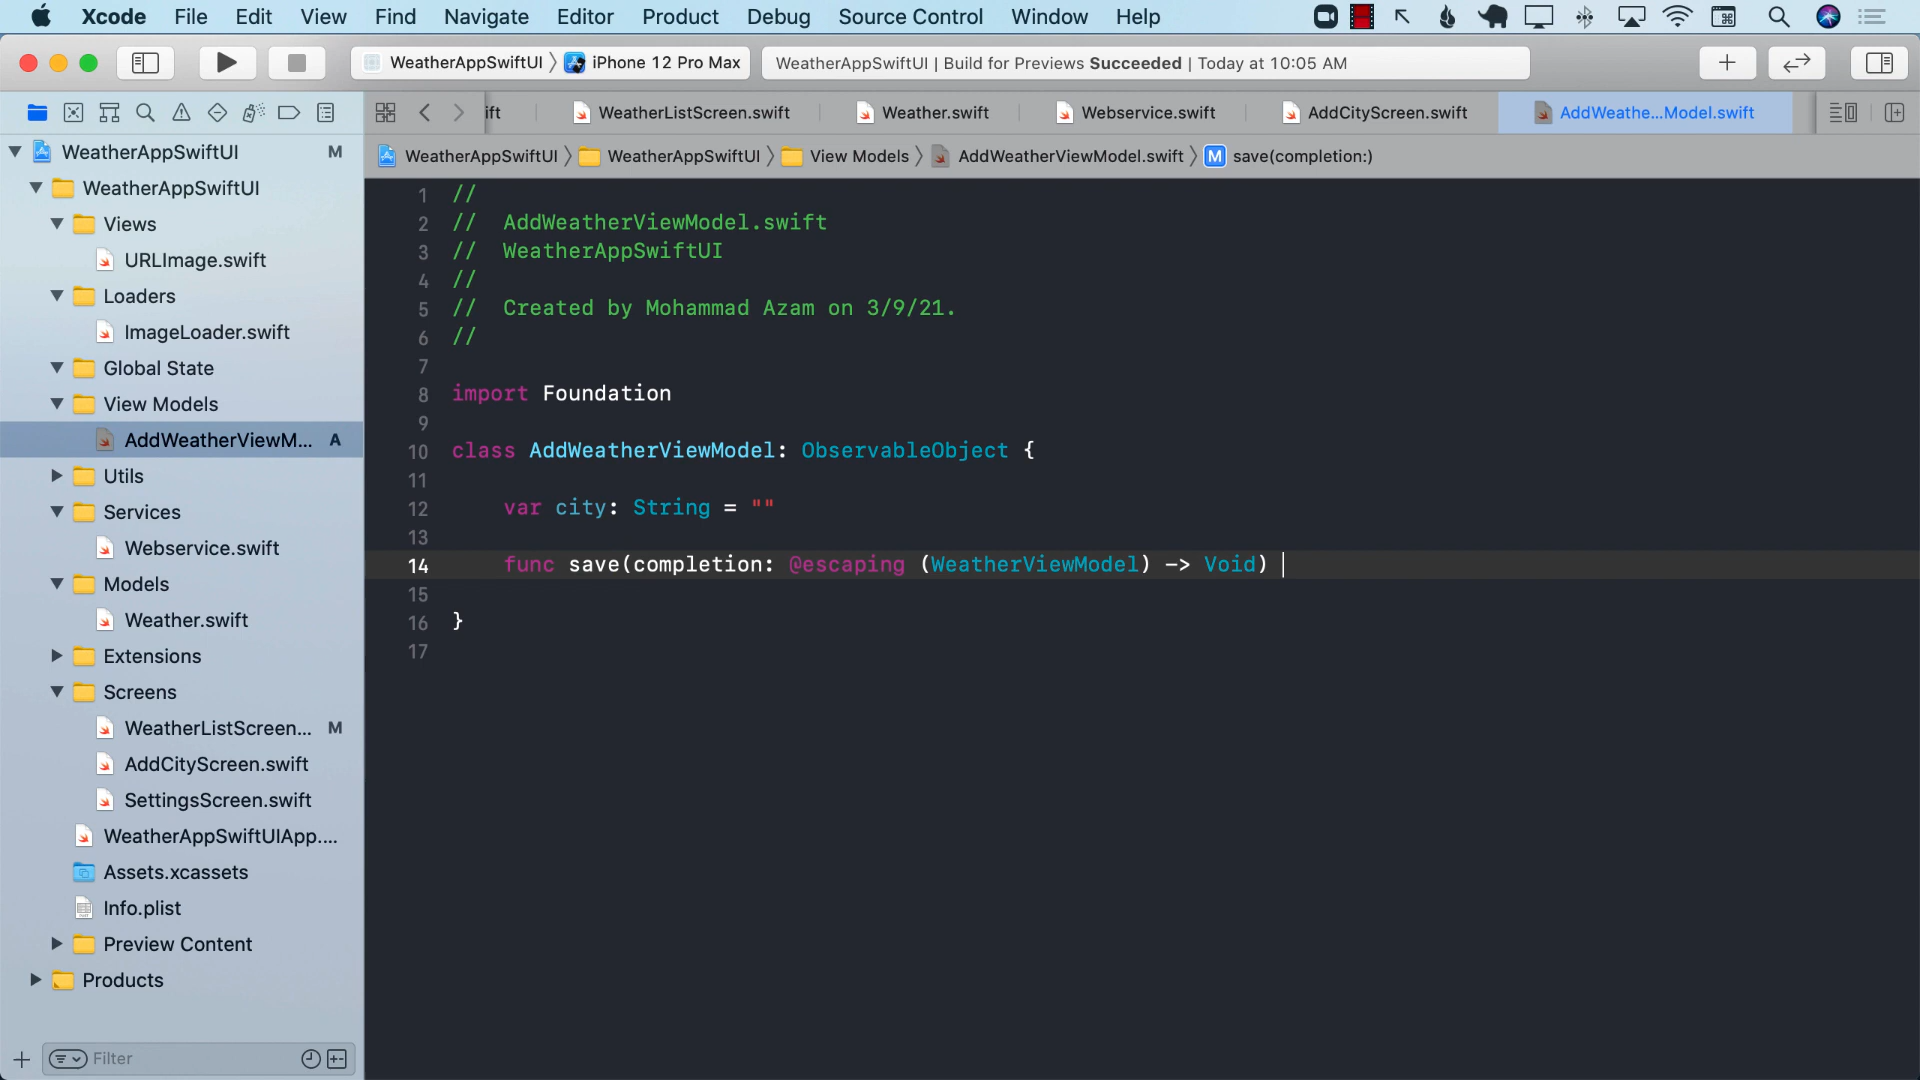 Xcode File Edit View Find Navigate Editor Product Debug Source Control Window Help
WeatherAppSwiftUI 〉 iPhone 12 Pro Max
WeatherAppSwiftUI | Build for Previews Succeeded | Today at 10:05 AM
ift WeatherListScreen.swift Weather.swift Webservice.swift AddCityScreen.swift AddWeathe...Model.swift
WeatherAppSwiftUI 〉 WeatherAppSwiftUI 〉 View Models 〉 AddWeatherViewModel.swift 〉 M save(completion:)
WeatherAppSwiftUI M
WeatherAppSwiftUI
Views
URLImage.swift
Loaders
ImageLoader.swift
Global State
View Models
AddWeatherViewM... A
Utils
Services
Webservice.swift
Models
Weather.swift
Extensions
Screens
WeatherListScreen... M
AddCityScreen.swift
SettingsScreen.swift
WeatherAppSwiftUIApp....
Assets.xcassets
Info.plist
Preview Content
Products
Filter
1 //
2 // AddWeatherViewModel.swift
3 // WeatherAppSwiftUI
4 //
5 // Created by Mohammad Azam on 3/9/21.
6 //
7
8 import Foundation
9
10 class AddWeatherViewModel: ObservableObject {
11
12 var city: String = ""
13
14 func save(completion: @escaping (WeatherViewModel) -> Void)
15
16 }
17